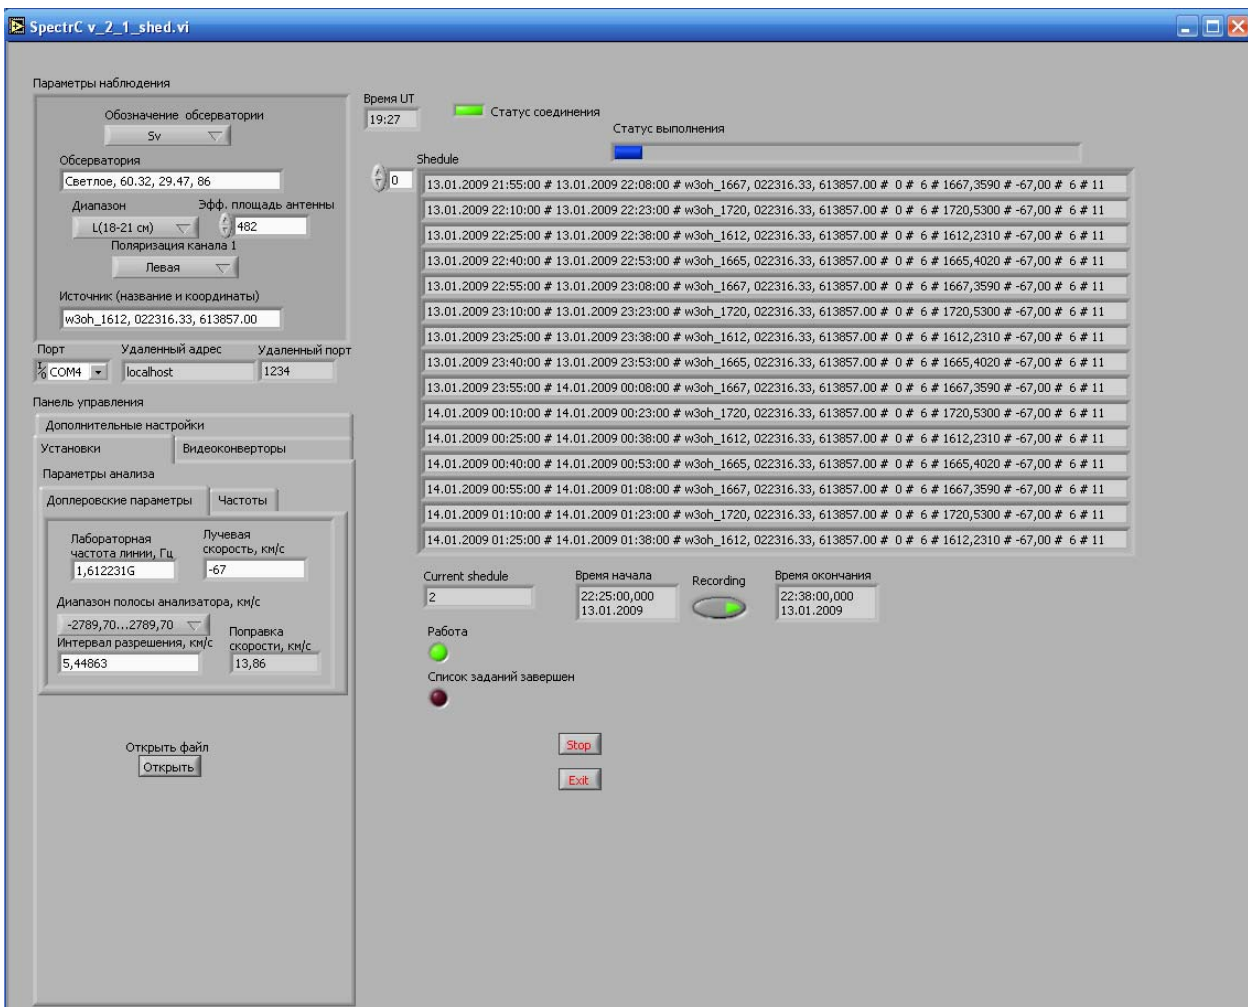 SpectrC v_2_1_shed.vi
Параметры наблюдения
Обозначение обсерватории
Sv
Обсерватория
Светлое, 60.32, 29.47, 86
Диапазон
Эфф. площадь антенны
L(18-21 см)
482
Поляризация канала 1
Левая
Источник (название и координаты)
w3oh_1612, 022316.33, 613857.00
Порт
Удаленный адрес
Удаленный порт
COM4
localhost
1234
Панель управления
Дополнительные настройки
Установки
Видеоконверторы
Параметры анализа
Доплеровские параметры
Частоты
Лабораторная
частота линии, Гц
Лучевая
скорость, км/с
1,612231G
-67
Диапазон полосы анализатора, км/с
-2789,70...2789,70
Интервал разрешения, км/с
Поправка
скорости, км/с
5,44863
13,86
Открыть файл
Открыть
Время UT
19:27
Статус соединения
Статус выполнения
Shedule
0
13.01.2009 21:55:00 # 13.01.2009 22:08:00 # w3oh_1667, 022316.33, 613857.00 # 0 # 6 # 1667,3590 # -67,00 # 6 # 11
13.01.2009 22:10:00 # 13.01.2009 22:23:00 # w3oh_1720, 022316.33, 613857.00 # 0 # 6 # 1720,5300 # -67,00 # 6 # 11
13.01.2009 22:25:00 # 13.01.2009 22:38:00 # w3oh_1612, 022316.33, 613857.00 # 0 # 6 # 1612,2310 # -67,00 # 6 # 11
13.01.2009 22:40:00 # 13.01.2009 22:53:00 # w3oh_1665, 022316.33, 613857.00 # 0 # 6 # 1665,4020 # -67,00 # 6 # 11
13.01.2009 22:55:00 # 13.01.2009 23:08:00 # w3oh_1667, 022316.33, 613857.00 # 0 # 6 # 1667,3590 # -67,00 # 6 # 11
13.01.2009 23:10:00 # 13.01.2009 23:23:00 # w3oh_1720, 022316.33, 613857.00 # 0 # 6 # 1720,5300 # -67,00 # 6 # 11
13.01.2009 23:25:00 # 13.01.2009 23:38:00 # w3oh_1612, 022316.33, 613857.00 # 0 # 6 # 1612,2310 # -67,00 # 6 # 11
13.01.2009 23:40:00 # 13.01.2009 23:53:00 # w3oh_1665, 022316.33, 613857.00 # 0 # 6 # 1665,4020 # -67,00 # 6 # 11
13.01.2009 23:55:00 # 14.01.2009 00:08:00 # w3oh_1667, 022316.33, 613857.00 # 0 # 6 # 1667,3590 # -67,00 # 6 # 11
14.01.2009 00:10:00 # 14.01.2009 00:23:00 # w3oh_1720, 022316.33, 613857.00 # 0 # 6 # 1720,5300 # -67,00 # 6 # 11
14.01.2009 00:25:00 # 14.01.2009 00:38:00 # w3oh_1612, 022316.33, 613857.00 # 0 # 6 # 1612,2310 # -67,00 # 6 # 11
14.01.2009 00:40:00 # 14.01.2009 00:53:00 # w3oh_1665, 022316.33, 613857.00 # 0 # 6 # 1665,4020 # -67,00 # 6 # 11
14.01.2009 00:55:00 # 14.01.2009 01:08:00 # w3oh_1667, 022316.33, 613857.00 # 0 # 6 # 1667,3590 # -67,00 # 6 # 11
14.01.2009 01:10:00 # 14.01.2009 01:23:00 # w3oh_1720, 022316.33, 613857.00 # 0 # 6 # 1720,5300 # -67,00 # 6 # 11
14.01.2009 01:25:00 # 14.01.2009 01:38:00 # w3oh_1612, 022316.33, 613857.00 # 0 # 6 # 1612,2310 # -67,00 # 6 # 11
Current shedule
2
Время начала
22:25:00,000
13.01.2009
Recording
Время окончания
22:38:00,000
13.01.2009
Работа
Список заданий завершен
Stop
Exit